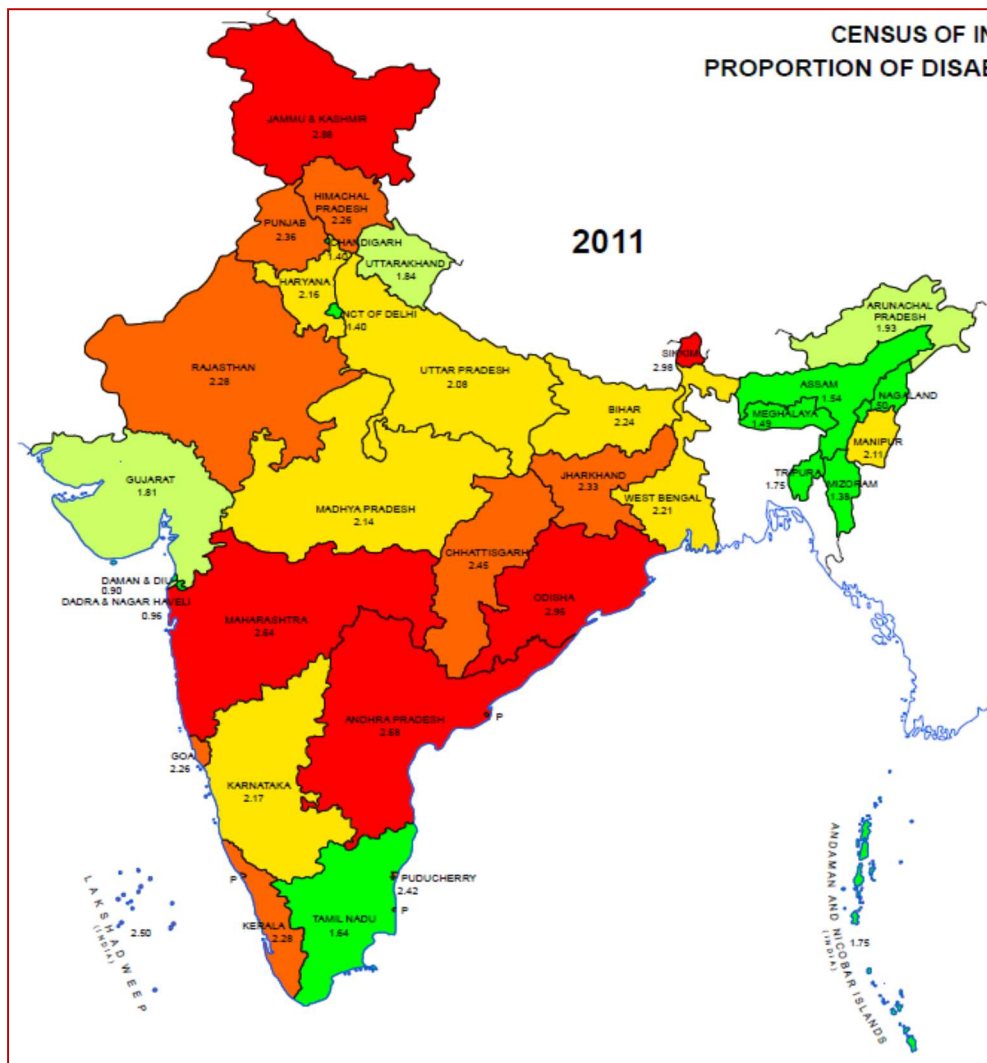 CENSUS OF IN
PROPORTION OF DISAB
2011
JAMMU & KASHMIR
2.88
HIMACHAL
PRADESH
2.26
PUNJAB
2.36
CHANDIGARH
1.40
UTTARAKHAND
1.84
HARYANA
2.16
NCT OF DELHI
1.40
ARUNACHAL
PRADESH
1.93
RAJASTHAN
2.28
UTTAR PRADESH
2.08
SIKKIM
2.98
ASSAM
1.54
NAGALAND
1.50
BIHAR
2.24
MEGHALAYA
1.49
MANIPUR
2.11
GUJARAT
1.81
JHARKHAND
2.33
TRIPURA
1.75
MIZORAM
1.38
MADHYA PRADESH
2.14
WEST BENGAL
2.21
CHHATTISGARH
2.45
DAMAN & DIU
0.90
DADRA & NAGAR HAVELI
0.96
ODISHA
2.96
MAHARASHTRA
2.64
ANDHRA PRADESH
2.68
P
GOA
2.26
KARNATAKA
2.17
P
PUDUCHERRY
2.42
P
LAKSHADWEEP
(INDIA)
2.50
KERALA
2.28
TAMIL NADU
1.64
ANDAMAN AND NICOBAR ISLANDS
(INDIA)
1.75